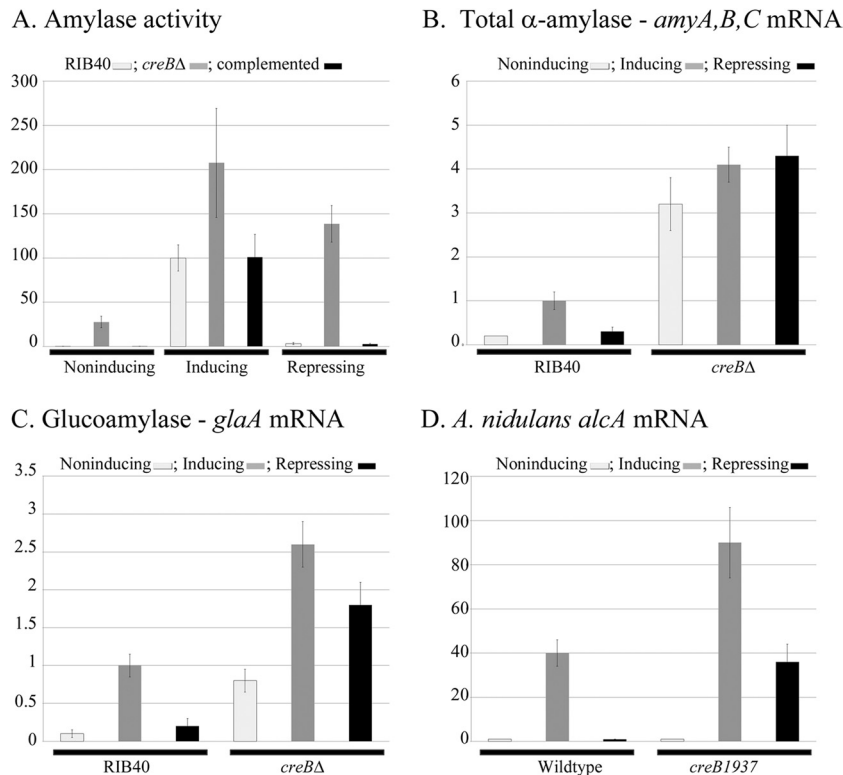 A. Amylase activity
RIB40; creBΔ; complemented
300
250
200
150
100
50
0
Noninducing Inducing Repressing
B. Total α-amylase - amyA,B,C mRNA
Noninducing; Inducing; Repressing
6
5
4
3
2
1
0.
RIB40 creBΔ
C. Glucoamylase - glaA mRNA
Noninducing; Inducing; Repressing
3.5
3
2.5
2
1.5
1
0.5
0
RIB40 creBΔ
D. A. nidulans alcA mRNA
Noninducing; Inducing; Repressing
120
100
80
60
40
20
0
Wildtype creB1937